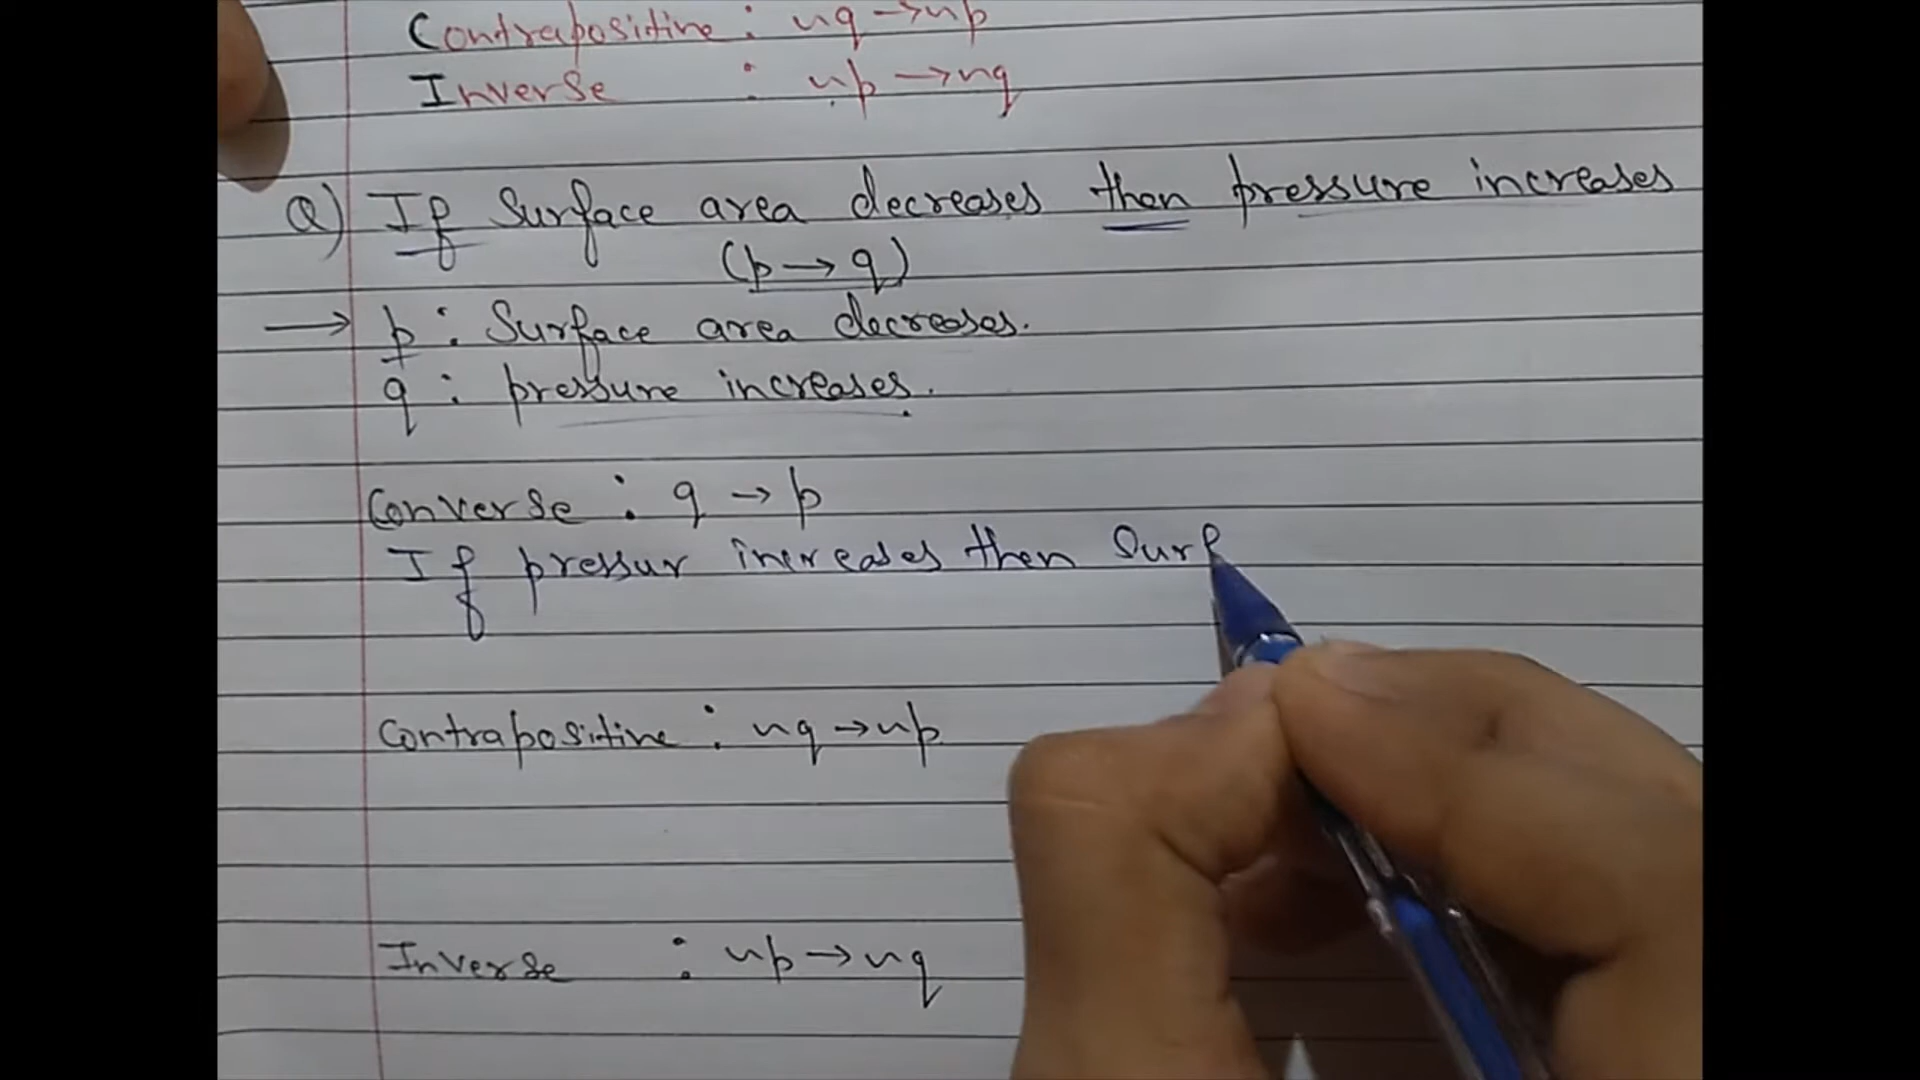 Contrapositive : ~q → ~p
Inverse : ~p → ~q
Q) If Surface area decreases then pressure increases
(p → q)
→ p : Surface area decreases.
q : pressure increases.
Converse : q → p
If pressur increases then Surf
Contrapositive : ~q → ~p
Inverse : ~p → ~q